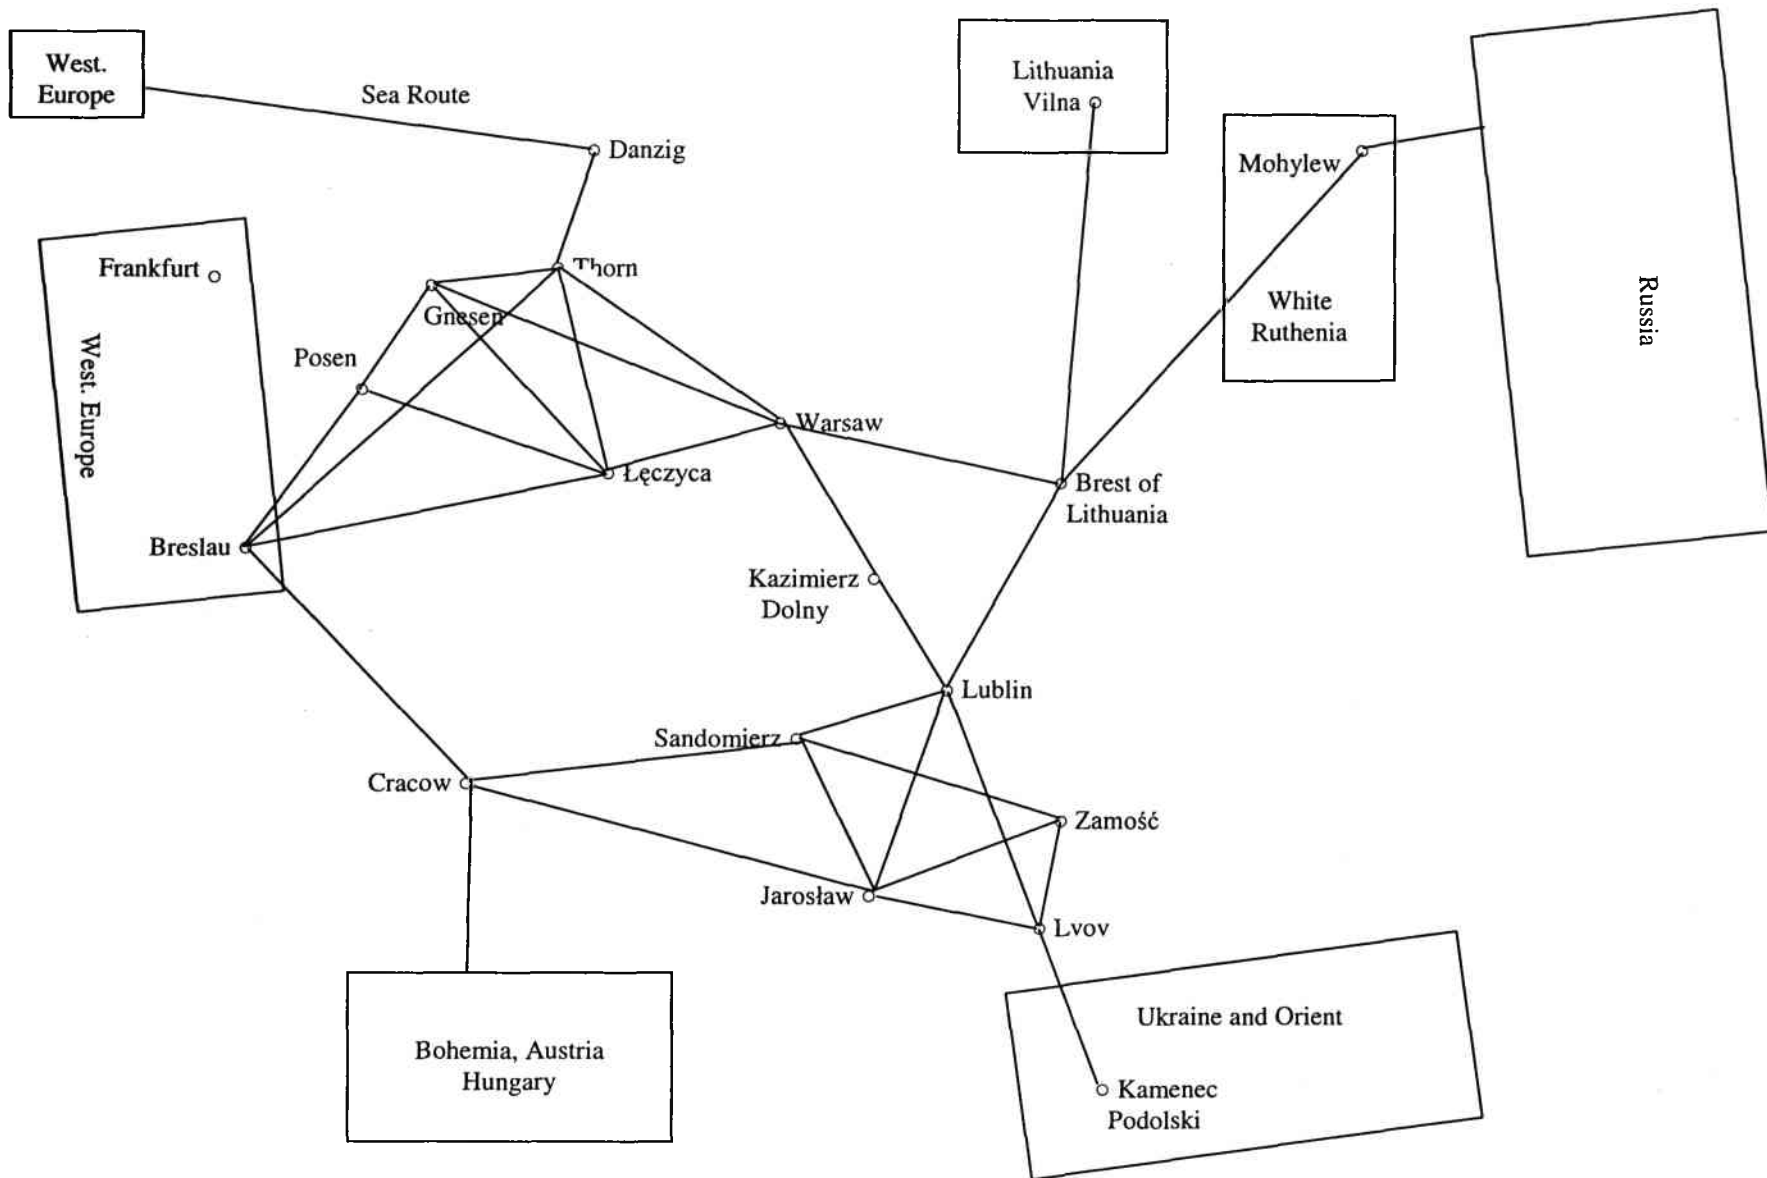 West.
Europe
Sea Route
Danzig
Lithuania
Vilna
Mohylew
White
Ruthenia
Russia
Frankfurt
West. Europe
Thorn
Gnesen
Posen
Warsaw
Łęczyca
Brest of
Lithuania
Breslau
Kazimierz
Dolny
Lublin
Sandomierz
Cracow
Zamość
Jarosław
Lvov
Bohemia, Austria
Hungary
Ukraine and Orient
Kamenec
Podolski